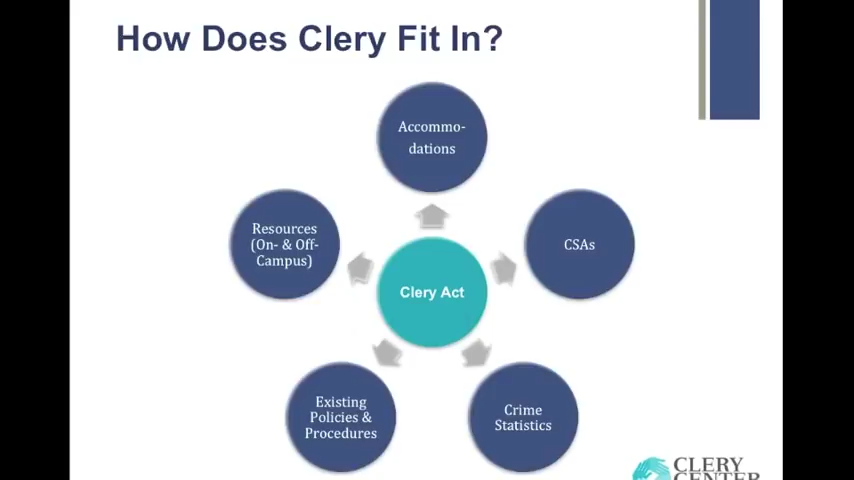 How Does Clery Fit In?
Accommo-
dations
Resources
(On- & Off-
Campus)
CSAs
Clery Act
Existing
Policies &
Procedures
Crime
Statistics
CLERY
CENTER